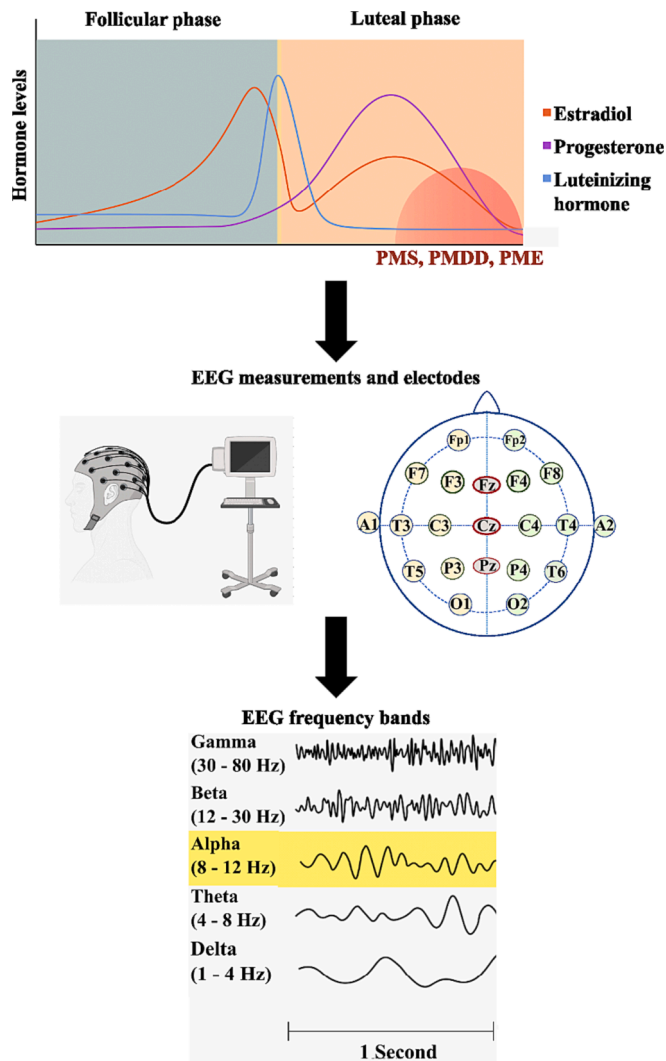 Follicular phase
Luteal phase
Hormone levels
Estradiol
Progesterone
Luteinizing
hormone
PMS, PMDD, PME
EEG measurements and electodes
Fp1 Fp2
F7 F3 Fz F4 F8
A1 T3 C3 Cz C4 T4 A2
T5 P3 Pz P4 T6
O1 O2
EEG frequency bands
Gamma
(30 - 80 Hz)
Beta
(12 - 30 Hz)
Alpha
(8 - 12 Hz)
Theta
(4 - 8 Hz)
Delta
(1 - 4 Hz)
1 Second